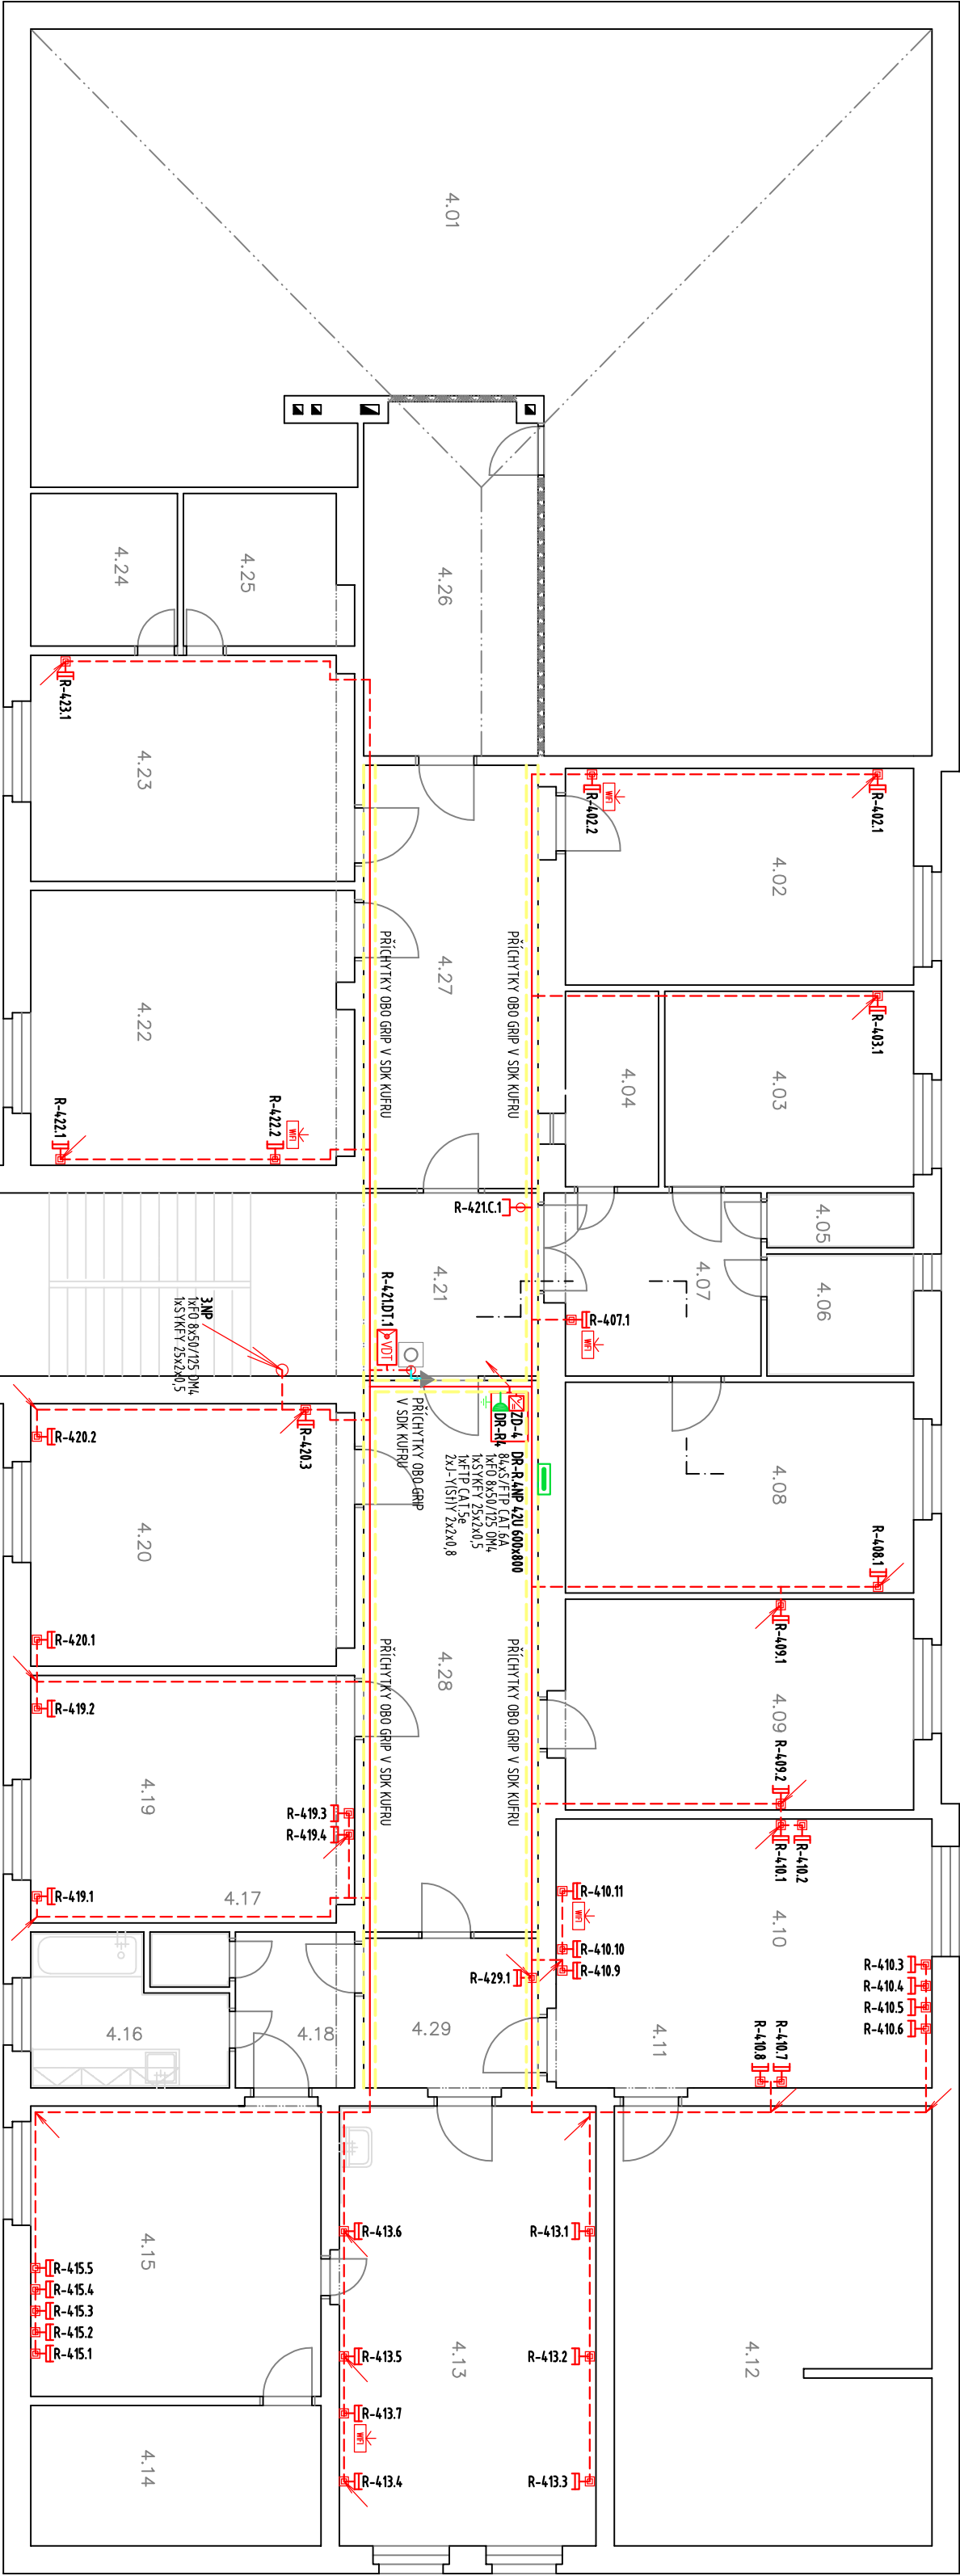 4.01
4.24
4.25
4.26
R-423.1
4.23
R-402.1
R-402.2
WIFI
4.02
4.27
PŘÍCHYTKY OBO GRIP V SDK KUFRU
PŘÍCHYTKY OBO GRIP V SDK KUFRU
4.22
R-422.1
R-422.2
WIFI
R-403.1
4.03
4.04
R-421.C.1
4.05
4.06
4.07
4.21
R-421.DT.1
VDT
R-407.1
WIFI
3.NP
1xFO 8x50/125 OM4
1xSYKFY 25x2x0,5
R-420.2
R-420.3
PŘÍCHYTKY OBO GRIP
V SDK KUFRU
ZD-4
DR-R4
DR-R.4NP 42U 600x800
84xS/FTP CAT.6A
1xFO 8x50/125 OM4
1xSYKFY 25x2x0,5
1xFTP CAT.5e
2xJ-Y(St)Y 2x2x0,8
4.08
R-408.1
4.20
R-420.1
R-409.1
4.09
R-409.2
4.28
PŘÍCHYTKY OBO GRIP V SDK KUFRU
PŘÍCHYTKY OBO GRIP V SDK KUFRU
R-419.2
4.19
R-419.3
R-419.4
R-419.1
4.17
R-410.1
R-410.2
R-410.11
WIFI
R-410.10
R-410.9
4.10
R-410.3
R-410.4
R-410.5
R-410.6
R-410.7
R-410.8
4.11
R-429.1
4.29
4.18
4.16
R-413.6
R-413.1
4.15
R-415.5
R-415.4
R-415.3
R-415.2
R-415.1
R-413.5
R-413.2
4.13
4.12
R-413.7
WIFI
R-413.4
R-413.3
4.14